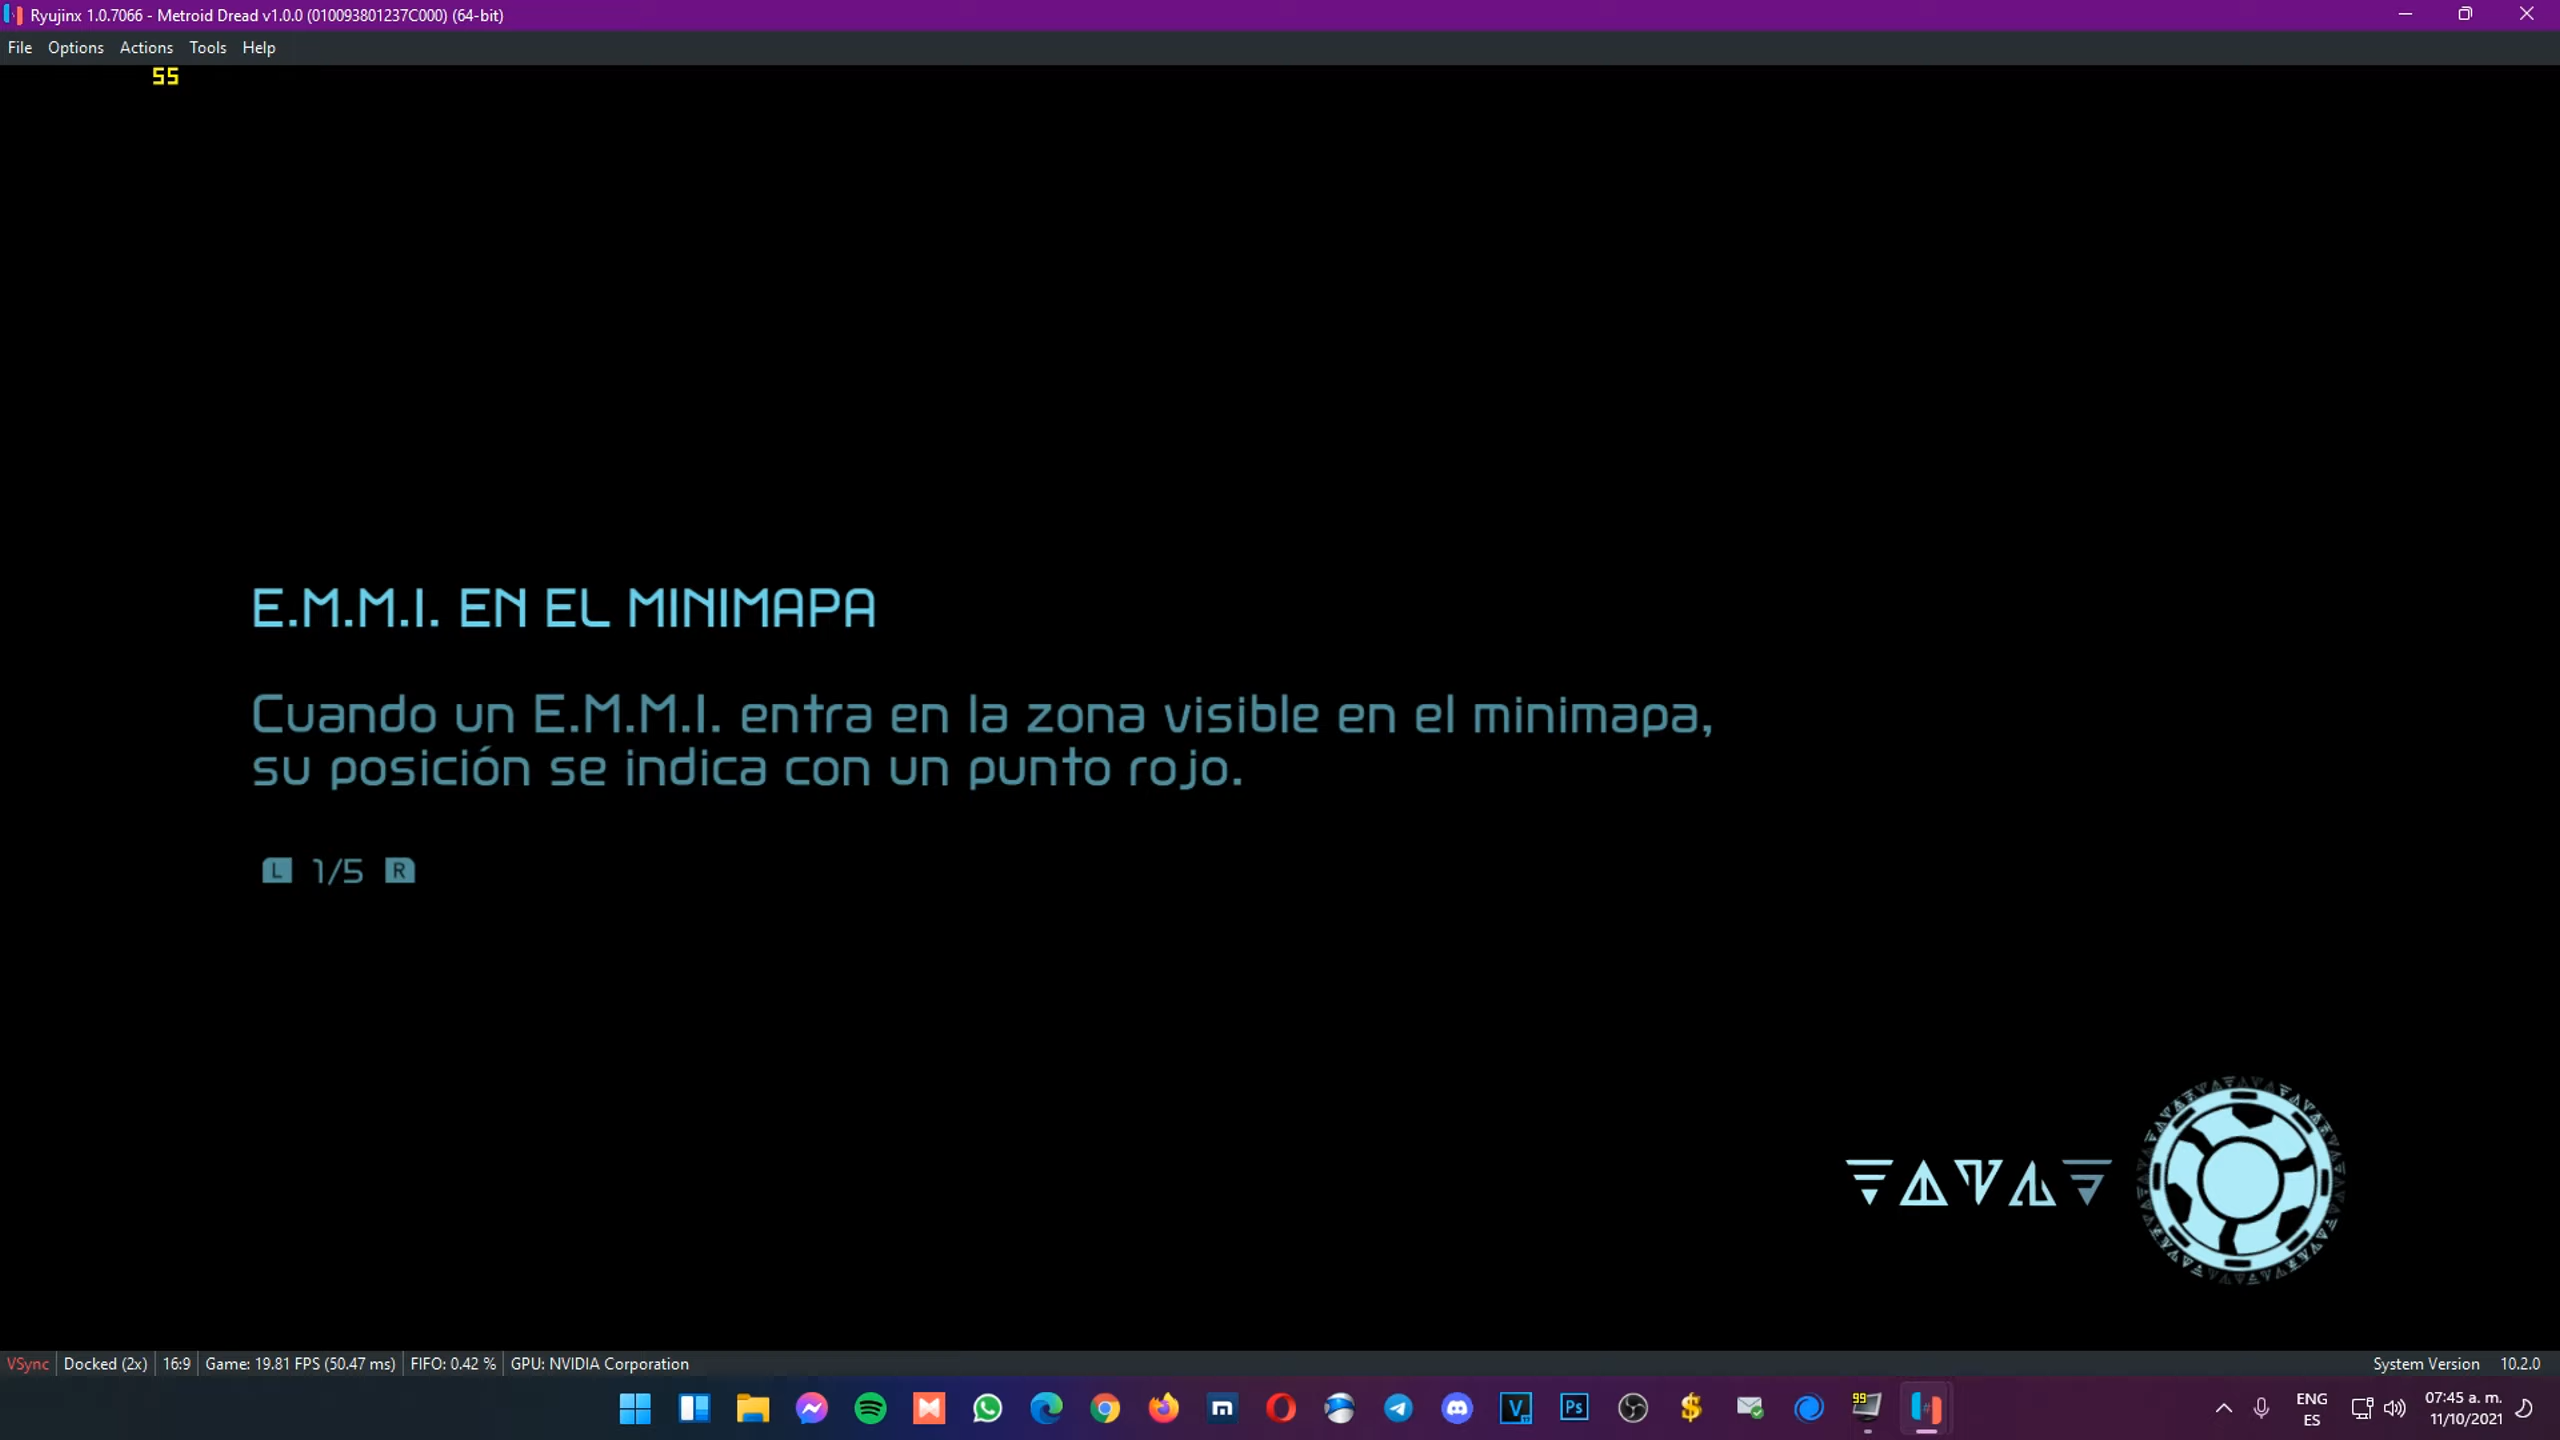 Ryujinx 1.0.7066 - Metroid Dread v1.0.0 (010093801237C000) (64-bit)
File Options Actions Tools Help
55
E.M.M.I. EN EL MINIMAPA
Cuando un E.M.M.I. entra en la zona visible en el minimapa,
su posición se indica con un punto rojo.
L 1/5 R
VSync Docked (2x) 16:9 Game: 19.81 FPS (50.47 ms) FIFO: 0.42 % GPU: NVIDIA Corporation System Version 10.2.0
99 ENG 07:45 a. m.
ES 11/10/2021